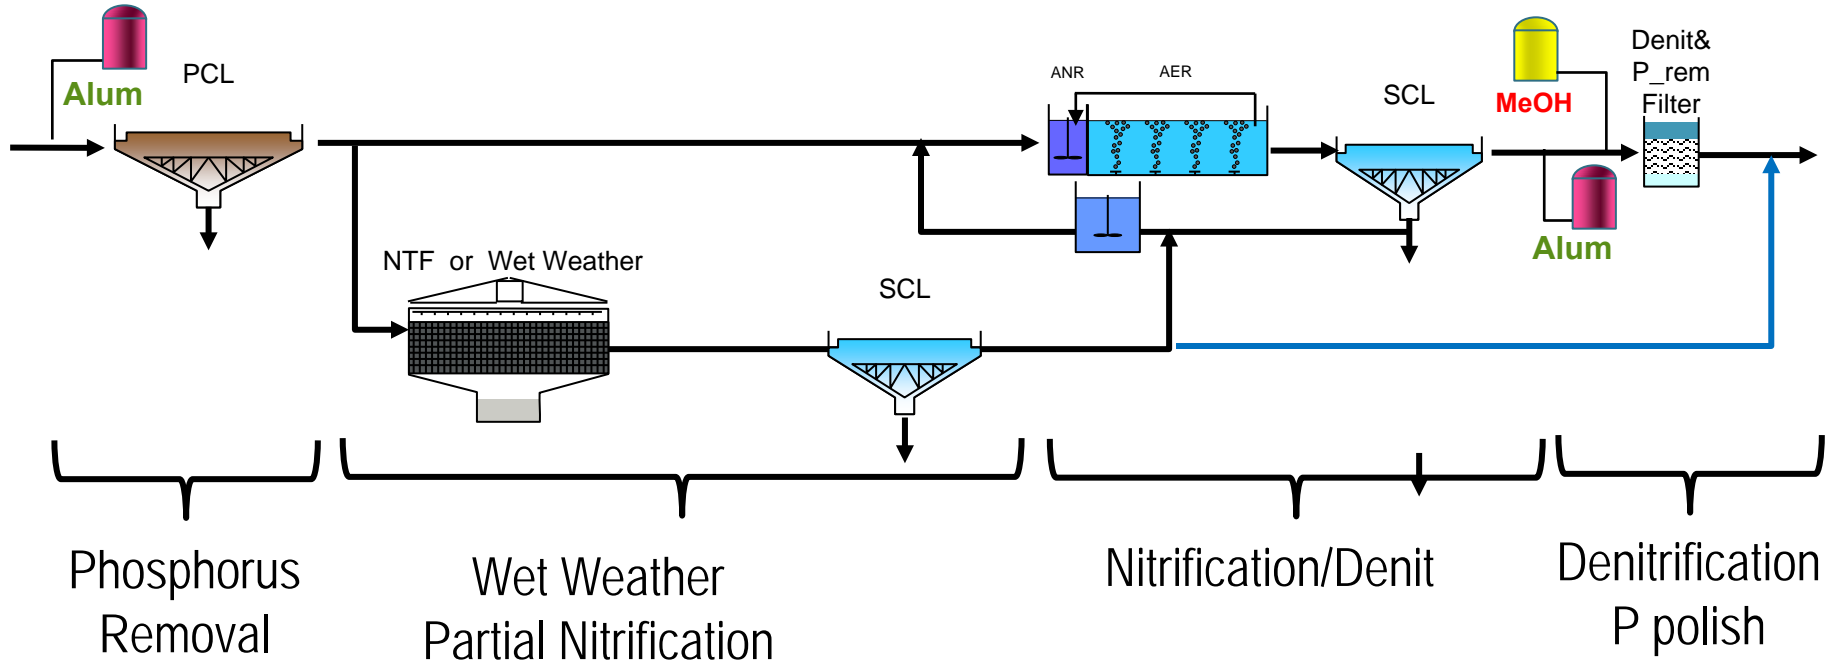 Alum
PCL
NTF or Wet Weather
SCL
ANR
AER
SCL
MeOH
Alum
Denit&
P_rem
Filter
Phosphorus
Removal
Wet Weather
Partial Nitrification
Nitrification/Denit
Denitrification
P polish